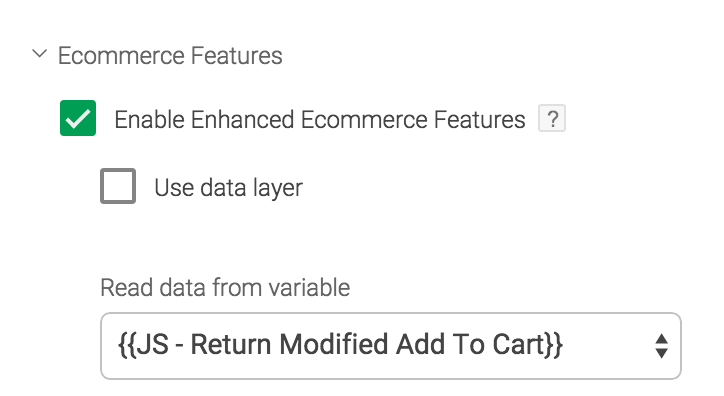 Ecommerce Features
Enable Enhanced Ecommerce Features ?
Use data layer
Read data from variable
{{JS - Return Modified Add To Cart}}